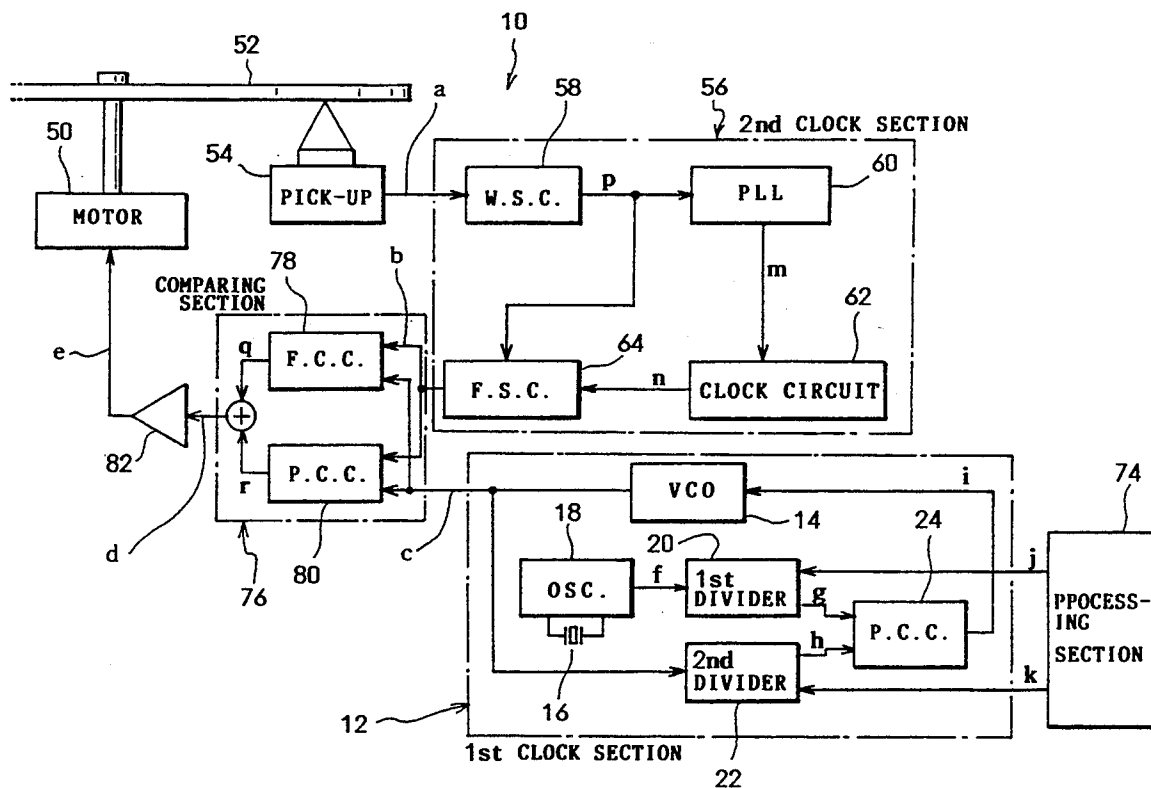 10
52
a
58
56
2nd CLOCK SECTION
50
54
60
MOTOR
PICK-UP
W.S.C.
p
PLL
m
COMPARING
SECTION
78
b
62
e
q
F.C.C.
64
F.S.C.
n
CLOCK CIRCUIT
82
r
P.C.C.
d
76
80
c
VCO
14
i
74
18
20
24
j
OSC.
f
1st
DIVIDER
g
P.C.C.
PPOCESS-
ING
SECTION
h
2nd
DIVIDER
k
16
12
1st CLOCK SECTION
22